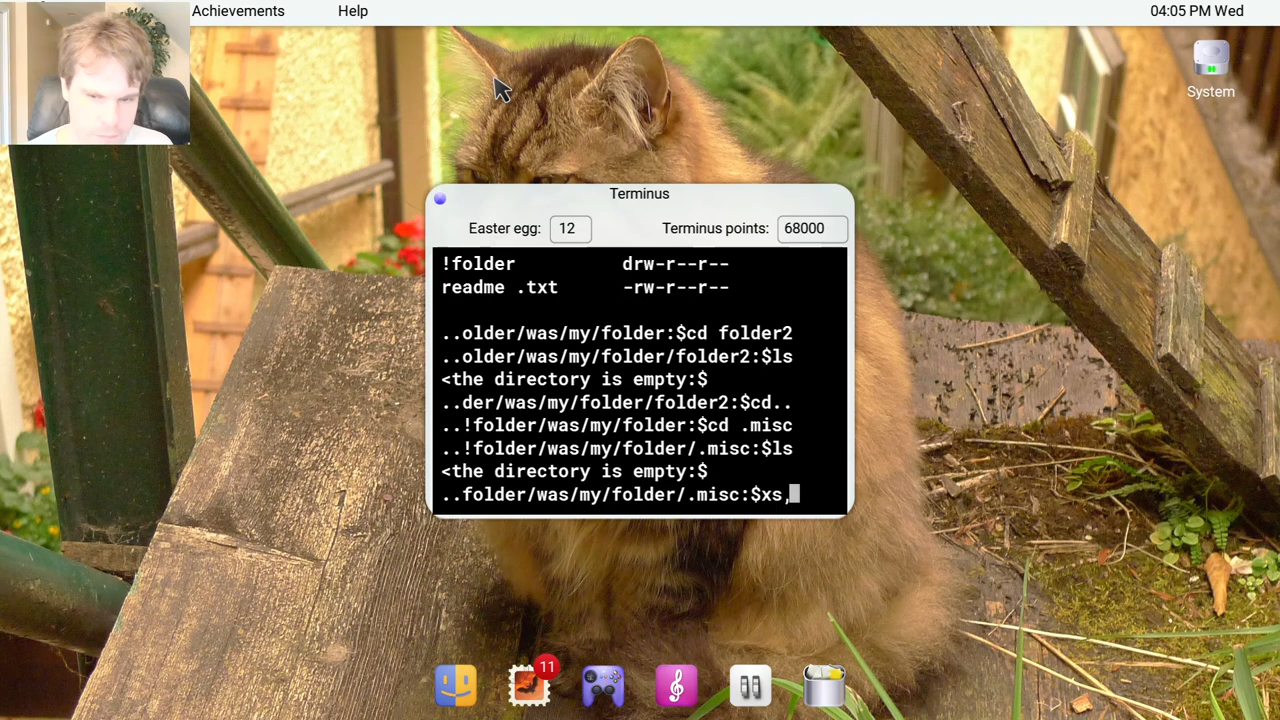 Achievements Help 04:05 PM Wed
System
Terminus
Easter egg: 12 Terminus points: 68000
!folder drw-r--r--
readme .txt -rw-r--r--
..older/was/my/folder:$cd folder2
..older/was/my/folder/folder2:$ls
<the directory is empty:$
..der/was/my/folder/folder2:$cd..
..!folder/was/my/folder:$cd .misc
..!folder/was/my/folder/.misc:$ls
<the directory is empty:$
..folder/was/my/folder/.misc:$xs,
11